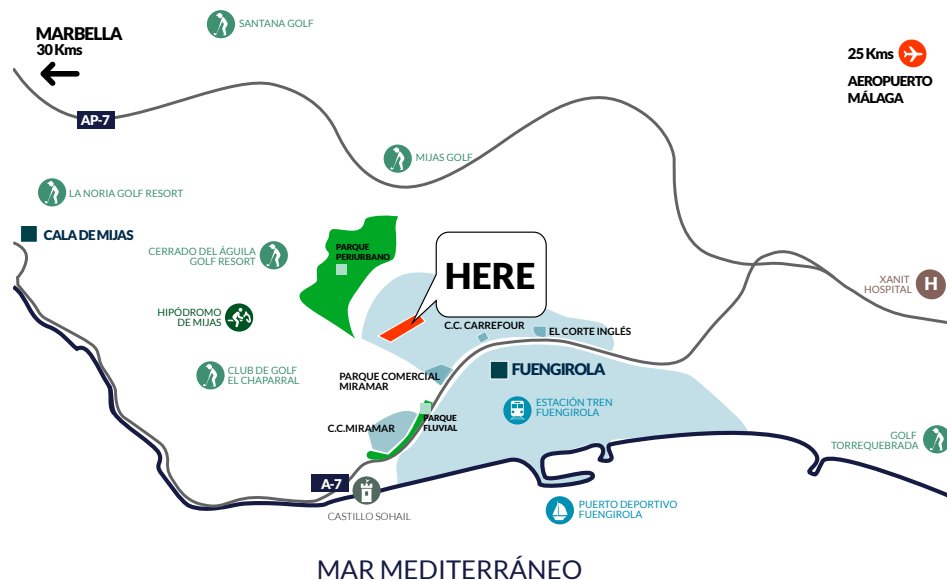 SANTANA GOLF
MARBELLA
30 Kms
25 Kms
AEROPUERTO
MÁLAGA
AP-7
MIJAS GOLF
LA NORIA GOLF RESORT
CALA DE MIJAS
CERRADO DEL ÁGUILA
GOLF RESORT
PARQUE
PERIURBANO
HERE
XANIT
HOSPITAL
H
HIPÓDROMO
DE MIJAS
C.C. CARREFOUR
EL CORTE INGLÉS
CLUB DE GOLF
EL CHAPARRAL
PARQUE COMERCIAL
MIRAMAR
FUENGIROLA
ESTACIÓN TREN
FUENGIROLA
C.C.MIRAMAR
PARQUE
FLUVIAL
GOLF
TORREQUEBRADA
A-7
CASTILLO SOHAIL
PUERTO DEPORTIVO
FUENGIROLA
MAR MEDITERRÁNEO